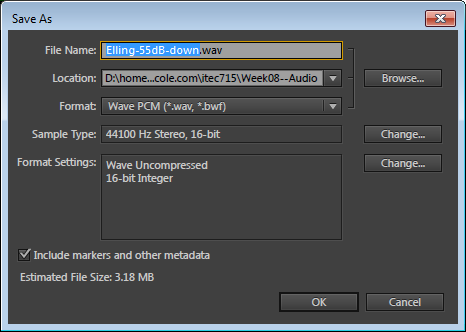 Save As
File Name: Elling-55dB-down.wav
Location: D:\home...cole.com\itec715\Week08--Audio Browse...
Format: Wave PCM (*.wav, *.bwf)
Sample Type: 44100 Hz Stereo, 16-bit Change...
Format Settings: Wave Uncompressed Change...
16-bit Integer
Include markers and other metadata
Estimated File Size: 3.18 MB
OK Cancel